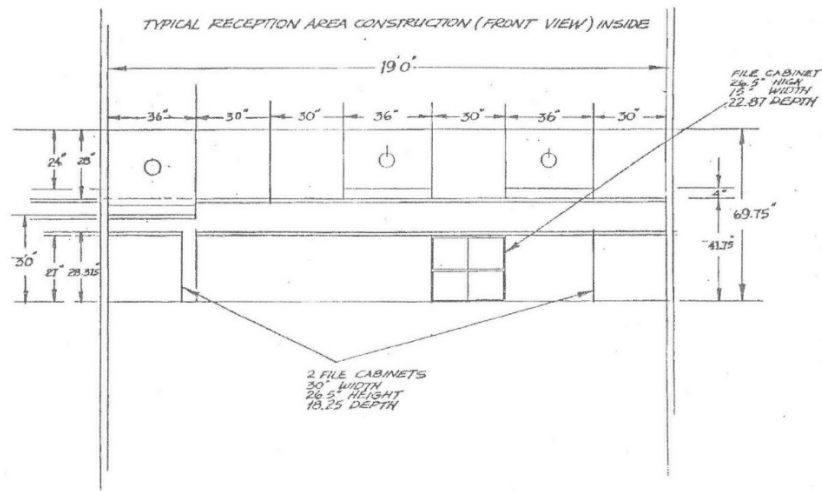 TYPICAL RECEPTION AREA CONSTRUCTION (FRONT VIEW) INSIDE
19'0"
FILE CABINET
26.5" HIGH
15" WIDTH
22.87 DEPTH
36" 30" 30" 36" 30" 36" 30"
24" 28"
4"
69.75"
41.75"
30"
27" 28.375"
2 FILE CABINETS
30" WIDTH
26.5" HEIGHT
18.25 DEPTH